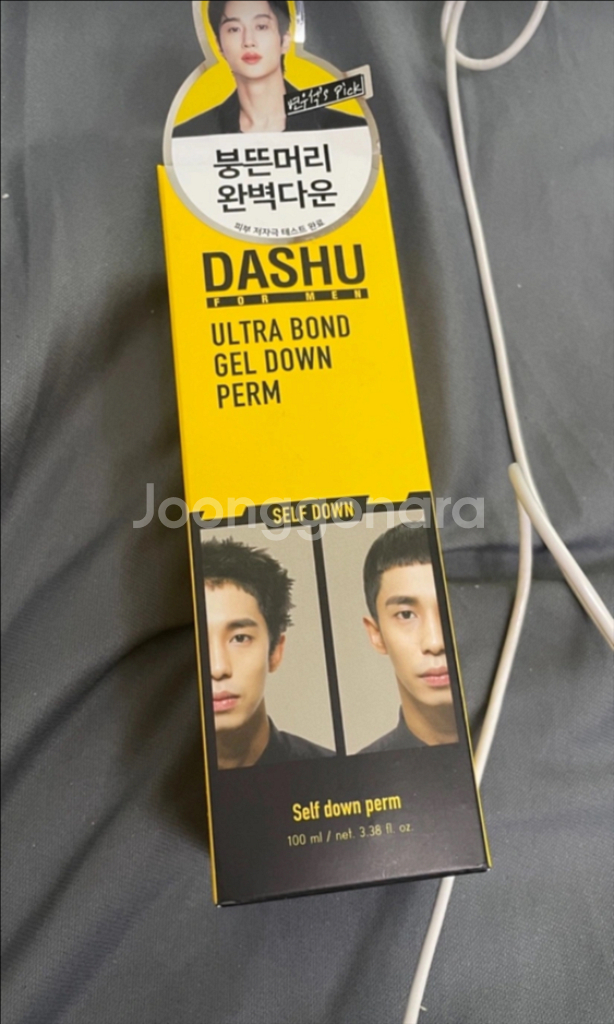 변우석's Pick
붕뜬머리
완벽다운
피부 저자극 테스트 완료
DASHU
FOR MEN
ULTRA BOND
GEL DOWN
PERM
Joonggonara
SELF DOWN
Self down perm
100 ml / net. 3.38 fl. oz.